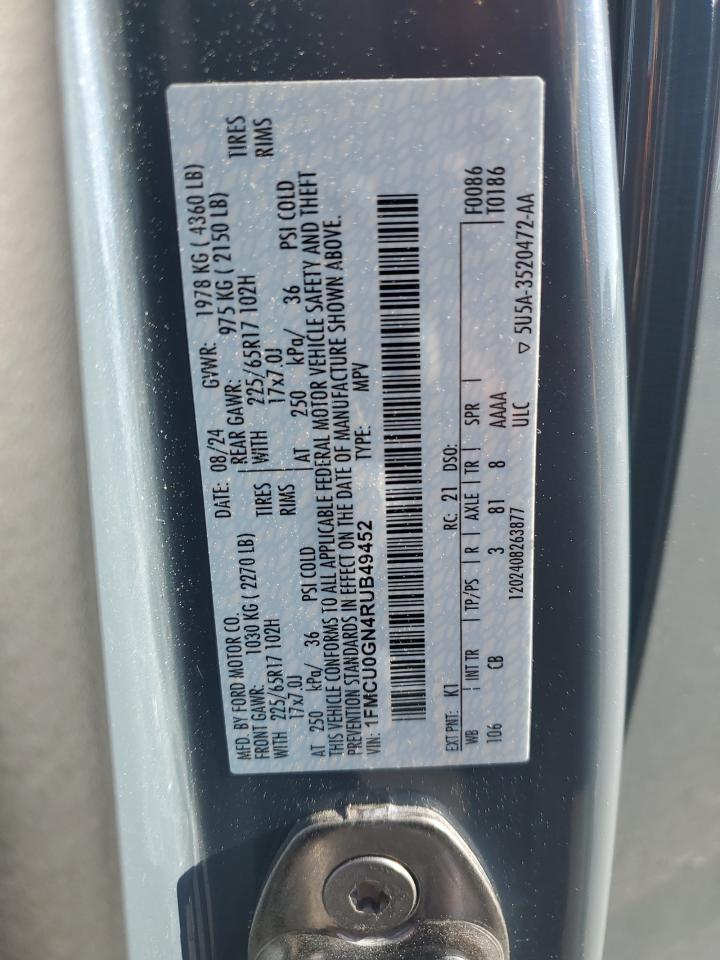 MFD. BY FORD MOTOR CO. DATE: 08/24 GVWR: 1978 KG ( 4360 LB)
FRONT GAWR: 1030 KG ( 2270 LB) REAR GAWR: 975 KG ( 2150 LB)
WITH 225/65R17 102H TIRES WITH 225/65R17 102H TIRES
17x7.0J RIMS 17x7.0J RIMS
AT 250 kPa/ 36 PSI COLD AT 250 kPa/ 36 PSI COLD
THIS VEHICLE CONFORMS TO ALL APPLICABLE FEDERAL MOTOR VEHICLE SAFETY AND THEFT
PREVENTION STANDARDS IN EFFECT ON THE DATE OF MANUFACTURE SHOWN ABOVE.
VIN: 1FMCU0GN4RUB49452 TYPE: MPV
EXT PNT: K1 RC: 21 DSO: F0086
WB INT TR TP/PS R AXLE TR SPR T0186
106 CB 3 81 8 AAAA
1202408263877 ULC ▽ 5U5A-3520472-AA